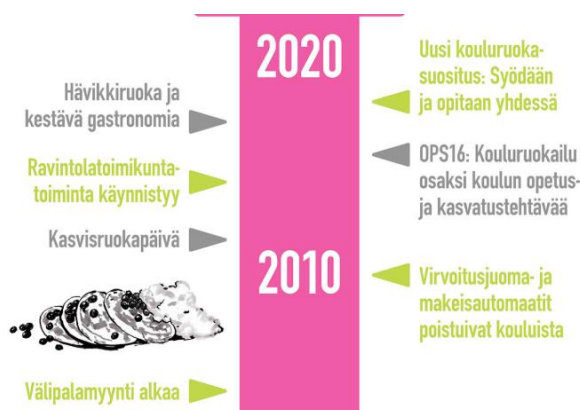 2020
Uusi kouluruoka-
suositus: Syödään
ja opitaan yhdessä
Hävikkiruoka ja
kestävä gastronomia
OPS16: Kouluruokailu
osaksi koulun opetus-
ja kasvatustehtävää
Ravintolatoimikunta-
toiminta käynnistyy
Kasvisruokapäivä
2010
Virvoitusjuoma- ja
makeisautomaatit
poistuivat kouluista
Välipalamyynti alkaa